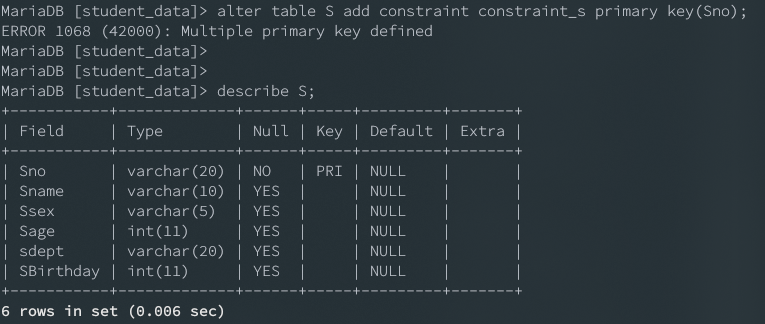 MariaDB [student_data]> alter table S add constraint constraint_s primary key(Sno);
ERROR 1068 (42000): Multiple primary key defined
MariaDB [student_data]>
MariaDB [student_data]>
MariaDB [student_data]> describe S;
+-----------+-------------+------+-----+---------+-------+
| Field     | Type        | Null | Key | Default | Extra |
+-----------+-------------+------+-----+---------+-------+
| Sno       | varchar(20) | NO   | PRI | NULL    |       |
| Sname     | varchar(10) | YES  |     | NULL    |       |
| Ssex      | varchar(5)  | YES  |     | NULL    |       |
| Sage      | int(11)     | YES  |     | NULL    |       |
| sdept     | varchar(20) | YES  |     | NULL    |       |
| SBirthday | int(11)     | YES  |     | NULL    |       |
+-----------+-------------+------+-----+---------+-------+
6 rows in set (0.006 sec)